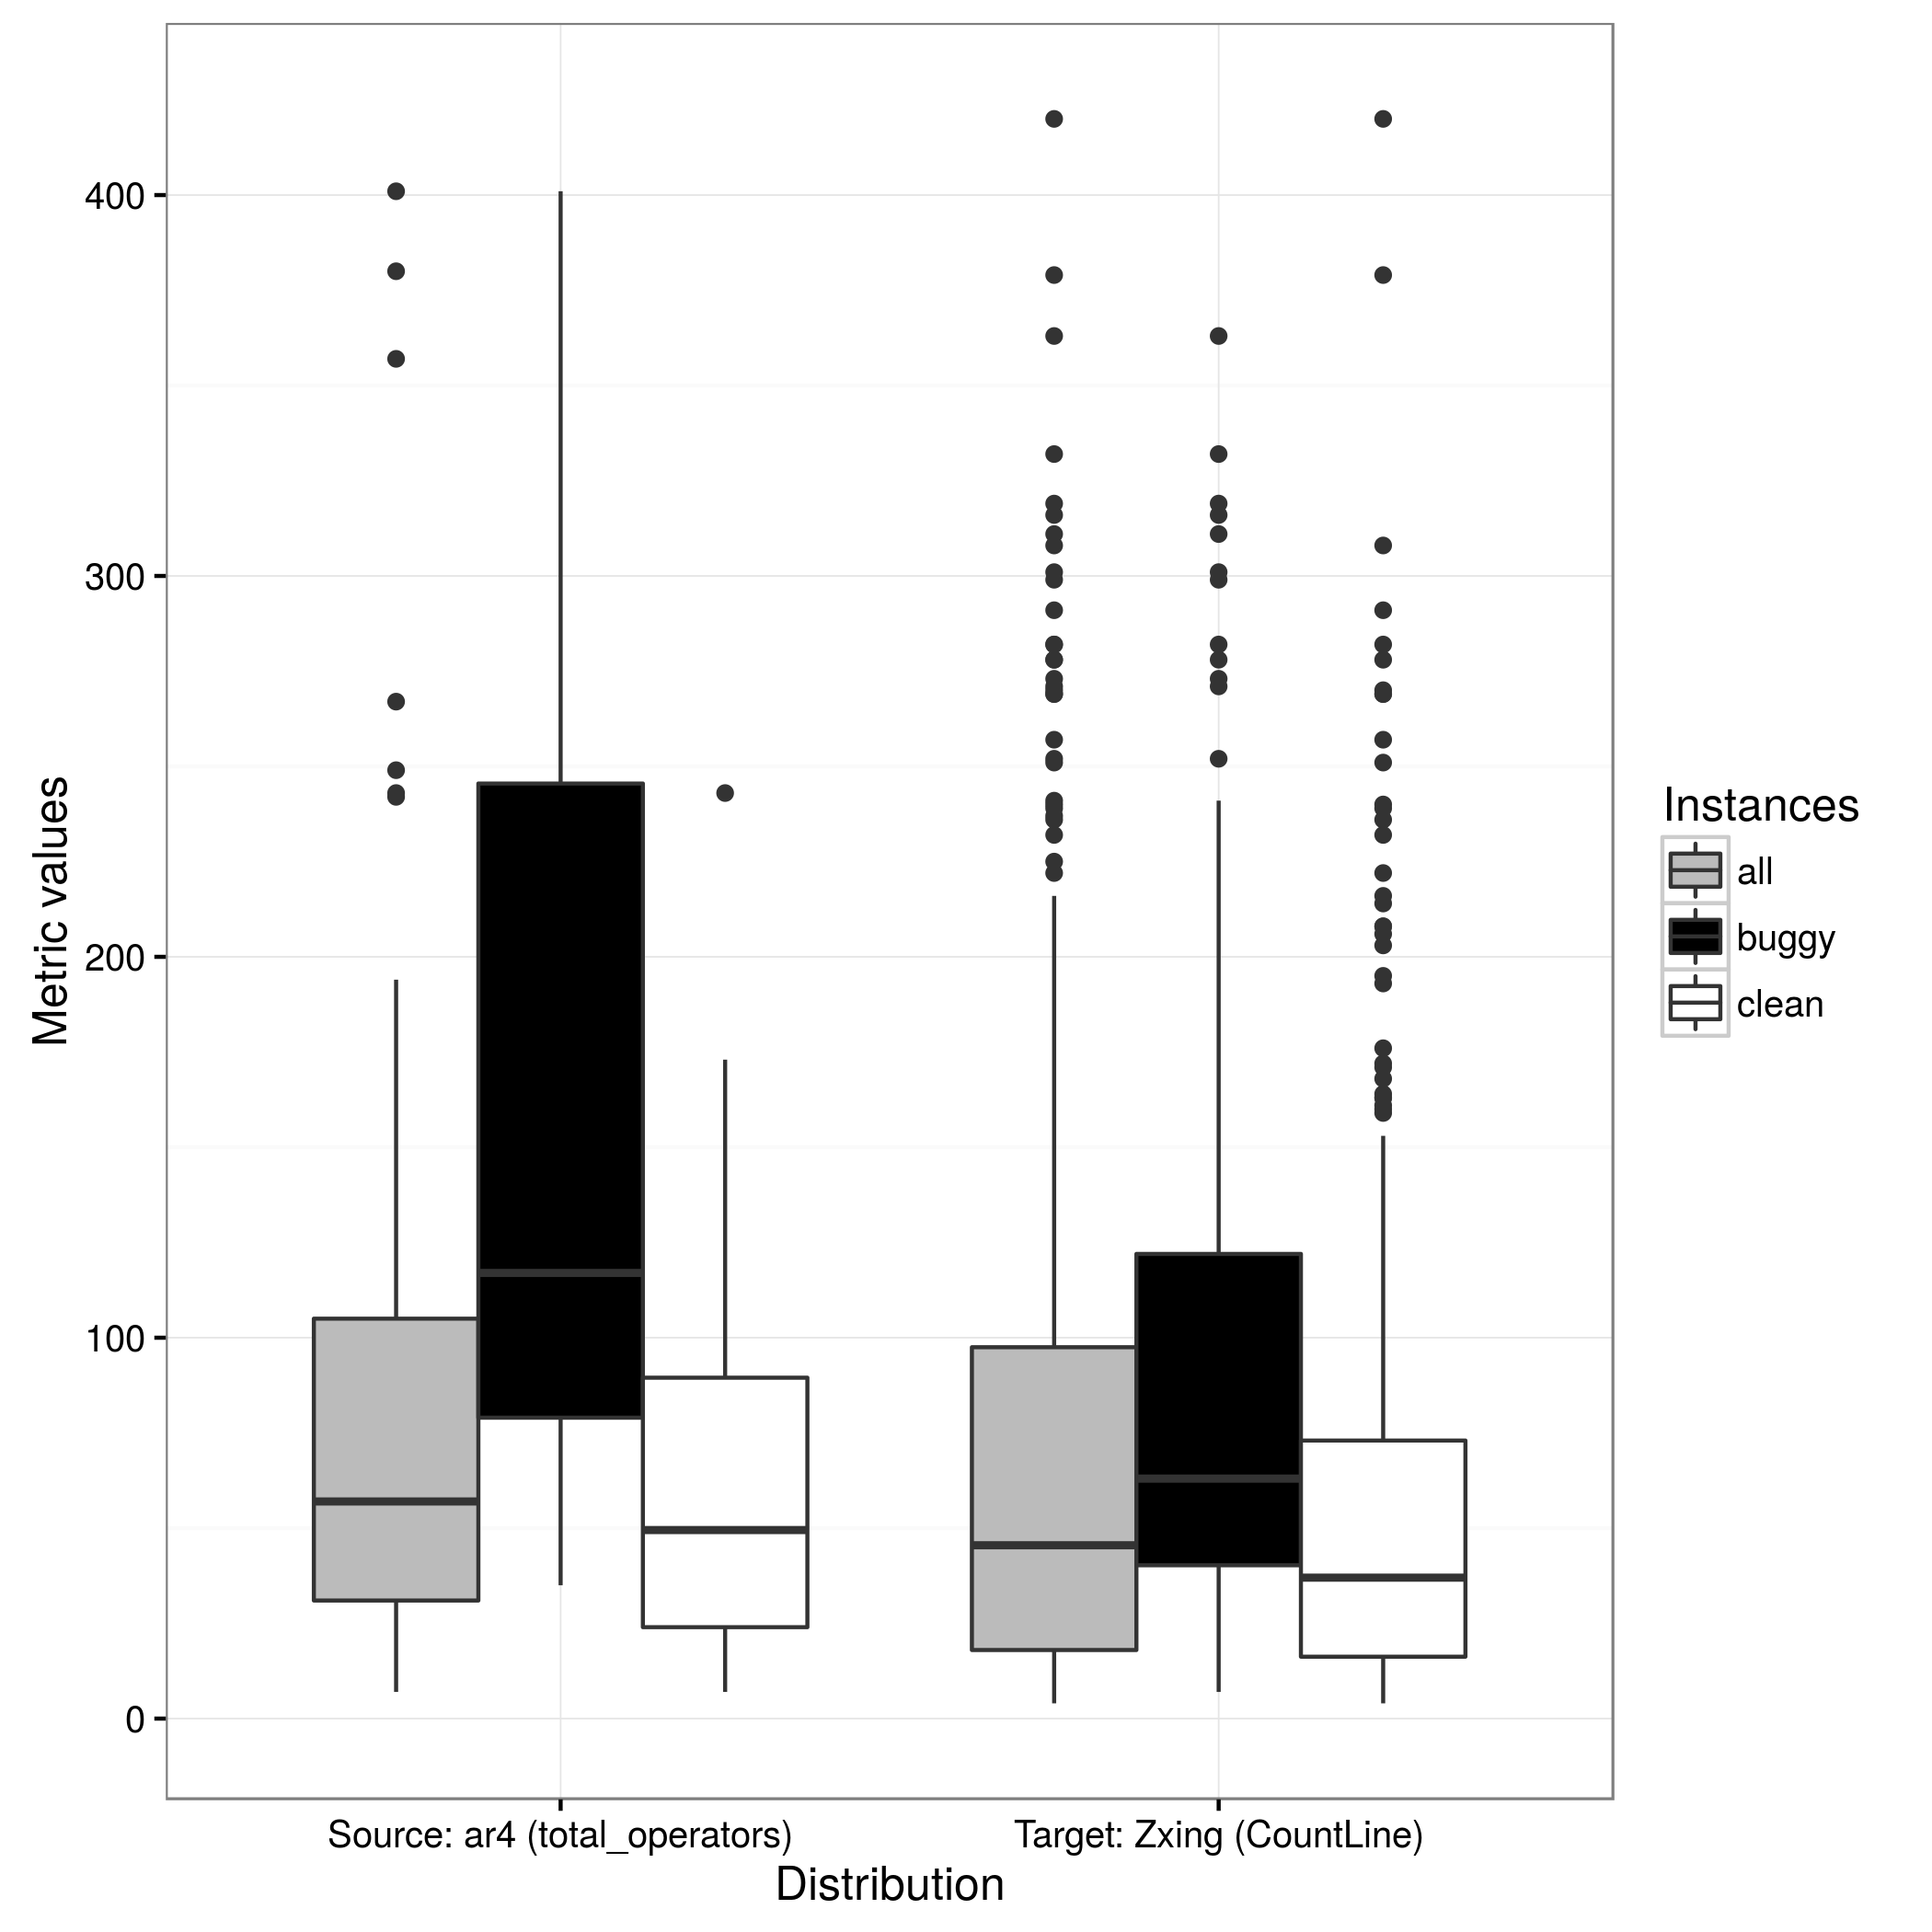 Metric values
400
300
200
100
0
Source: ar4 (total_operators)
Target: Zxing (CountLine)
Distribution
Instances
all
buggy
clean